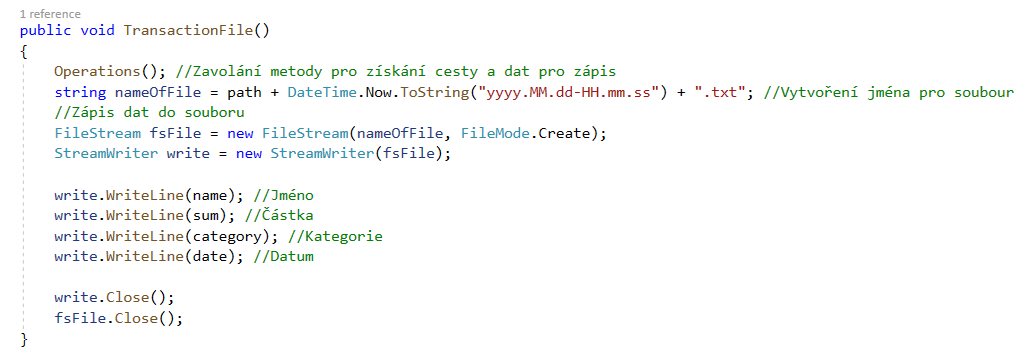 1 reference
public void TransactionFile()
{
Operations(); //Zavolání metody pro získání cesty a dat pro zápis
string nameOfFile = path + DateTime.Now.ToString("yyyy.MM.dd-HH.mm.ss") + ".txt"; //Vytvoření jména pro soubour
//Zápis dat do souboru
FileStream fsFile = new FileStream(nameOfFile, FileMode.Create);
StreamWriter write = new StreamWriter(fsFile);
write.WriteLine(name); //Jméno
write.WriteLine(sum); //Částka
write.WriteLine(category); //Kategorie
write.WriteLine(date); //Datum
write.Close();
fsFile.Close();
}